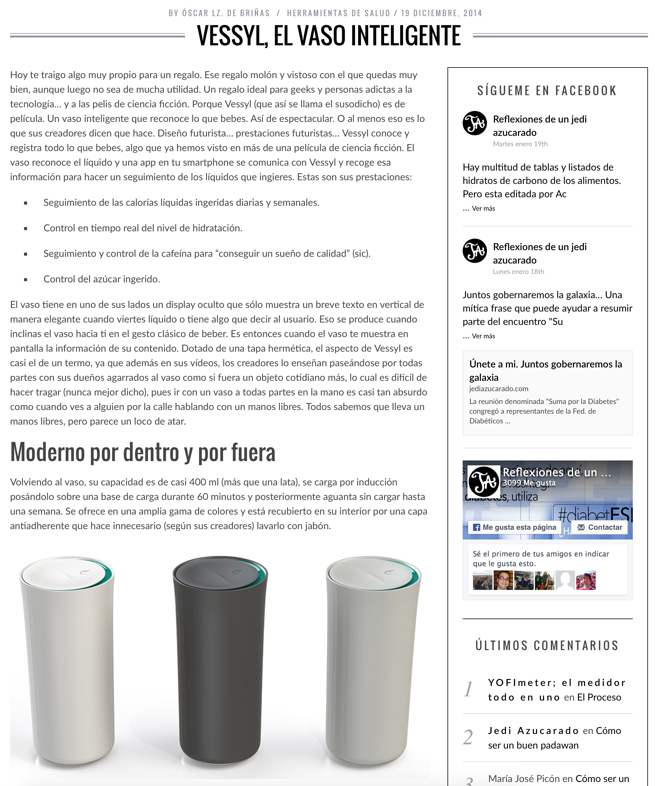 BY ÓSCAR LZ. DE BRIÑAS / HERRAMIENTAS DE SALUD / 19 DICIEMBRE, 2014
VESSYL, EL VASO INTELIGENTE
Hoy te traigo algo muy propio para un regalo. Ese regalo molón y vistoso con el que quedas muy
bien, aunque luego no sea de mucha utilidad. Un regalo ideal para geeks y personas adictas a la
tecnología... y a las pelis de ciencia ficción. Porque Vessyl (que así se llama el susodicho) es de
película. Un vaso inteligente que reconoce lo que bebes. Así de espectacular. O al menos eso es lo
que sus creadores dicen que hace. Diseño futurista... prestaciones futuristas... Vessyl conoce y
registra todo lo que bebes, algo que ya hemos visto en más de una película de ciencia ficción. El
vaso reconoce el líquido y una app en tu smartphone se comunica con Vessyl y recoge esa
información para hacer un seguimiento de los líquidos que ingieres. Estas son sus prestaciones:
▪ Seguimiento de las calorías líquidas ingeridas diarias y semanales.
▪ Control en tiempo real del nivel de hidratación.
▪ Seguimiento y control de la cafeína para “conseguir un sueño de calidad” (sic).
▪ Control del azúcar ingerido.
El vaso tiene en uno de sus lados un display oculto que sólo muestra un breve texto en vertical de
manera elegante cuando viertes líquido o tiene algo que decir al usuario. Eso se produce cuando
inclinas el vaso hacia ti en el gesto clásico de beber. Es entonces cuando el vaso te muestra en
pantalla la información de su contenido. Dotado de una tapa hermética, el aspecto de Vessyl es
casi el de un termo, ya que además en sus vídeos, los creadores lo enseñan paseándose por todas
partes con sus dueños agarrados al vaso como si fuera un objeto cotidiano más, lo cual es difícil de
hacer tragar (nunca mejor dicho), pues ir con un vaso a todas partes en la mano es casi tan absurdo
como cuando ves a alguien por la calle hablando con un manos libres. Todos sabemos que lleva un
manos libres, pero parece un loco de atar.
Moderno por dentro y por fuera
Volviendo al vaso, su capacidad es de casi 400 ml (más que una lata), se carga por inducción
posándolo sobre una base de carga durante 60 minutos y posteriormente aguanta sin cargar hasta
una semana. Se ofrece en una amplia gama de colores y está recubierto en su interior por una capa
antiadherente que hace innecesario (según sus creadores) lavarlo con jabón.
SÍGUEME EN FACEBOOK
Reflexiones de un jedi
azucarado
Martes enero 19th
Hay multitud de tablas y listados de
hidratos de carbono de los alimentos.
Pero esta editada por Ac
... Ver más
Reflexiones de un jedi
azucarado
Lunes enero 18th
Juntos gobernaremos la galaxia... Una
mítica frase que puede ayudar a resumir
parte del encuentro "Su
... Ver más
Únete a mi. Juntos gobernaremos la
galaxia
jediazucarado.com
La reunión denominada "Suma por la Diabetes"
congregó a representantes de la Fed. de
Diabéticos ...
Reflexiones de un ...
3099 Me gusta
diabetes, utiliza
#diabetES
Me gusta esta página
Contactar
Sé el primero de tus amigos en indicar
que le gusta esto.
ÚLTIMOS COMENTARIOS
1 YOFImeter; el medidor
todo en uno en El Proceso
2 Jedi Azucarado en Cómo
ser un buen padawan
3 María José Picón en Cómo ser un